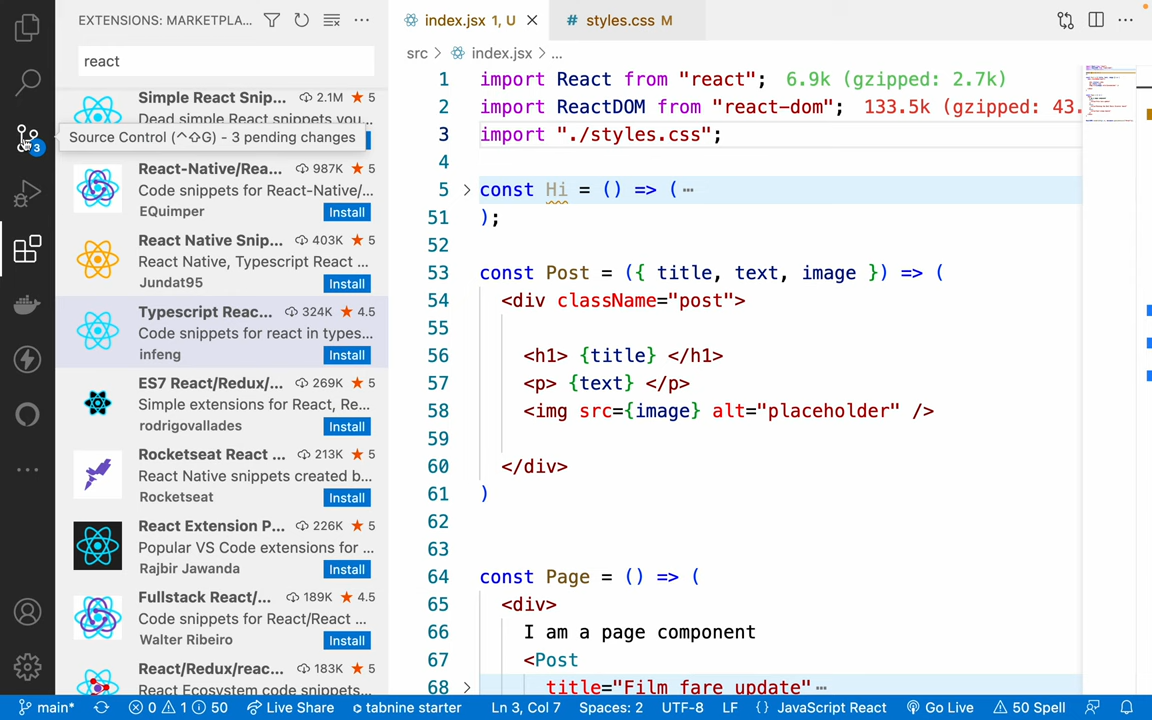 EXTENSIONS: MARKETPLA...
react
Simple React Snip... 2.1M ★ 5
Dead simple React snippets you...
Source Control (^⇧G) - 3 pending changes
3
React-Native/Rea... 987K ★ 5
Code snippets for React-Native/...
EQuimper Install
React Native Snip... 403K ★ 5
React Native, Typescript React ...
Jundat95 Install
Typescript Reac... 324K ★ 4.5
Code snippets for react in types...
infeng Install
ES7 React/Redux/... 269K ★ 5
Simple extensions for React, Re...
rodrigovallades Install
Rocketseat React ... 213K ★ 5
React Native snippets created b...
Rocketseat Install
React Extension P... 226K ★ 5
Popular VS Code extensions for ...
Rajbir Jawanda Install
Fullstack React/... 189K ★ 4.5
Code snippets for React/React ...
Walter Ribeiro Install
React/Redux/reac... 183K ★ 5
React Ecosystem code snippets...
index.jsx 1, U
# styles.css M
src > index.jsx > ...
1 import React from "react"; 6.9k (gzipped: 2.7k)
2 import ReactDOM from "react-dom"; 133.5k (gzipped: 43.
3 import "./styles.css";
4
5 > const Hi = () => ( ⋯
51 );
52
53 const Post = ({ title, text, image }) => (
54 <div className="post">
55
56 <h1> {title} </h1>
57 <p> {text} </p>
58 <img src={image} alt="placeholder" />
59
60 </div>
61 )
62
63
64 const Page = () => (
65 <div>
66 I am a page component
67 <Post
68 > title="Film fare update"⋯
main* 0 1 50 Live Share tabnine starter Ln 3, Col 7 Spaces: 2 UTF-8 LF {} JavaScript React Go Live 50 Spell